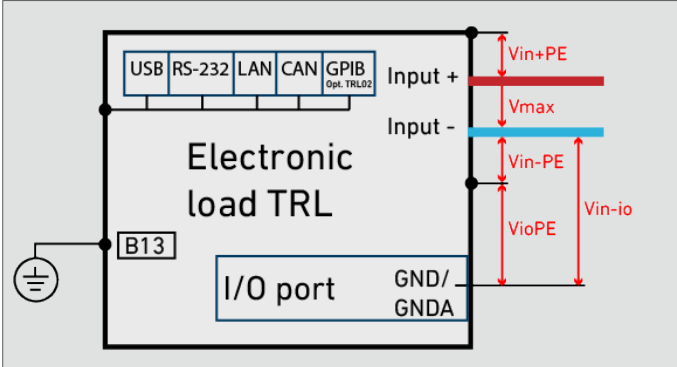 USB RS-232 LAN CAN GPIB
Opt. TRL02
Input +
Vin+PE
Vmax
Input -
Vin-PE
Electronic
load TRL
VioPE
Vin-io
B13
I/O port
GND/
GNDA